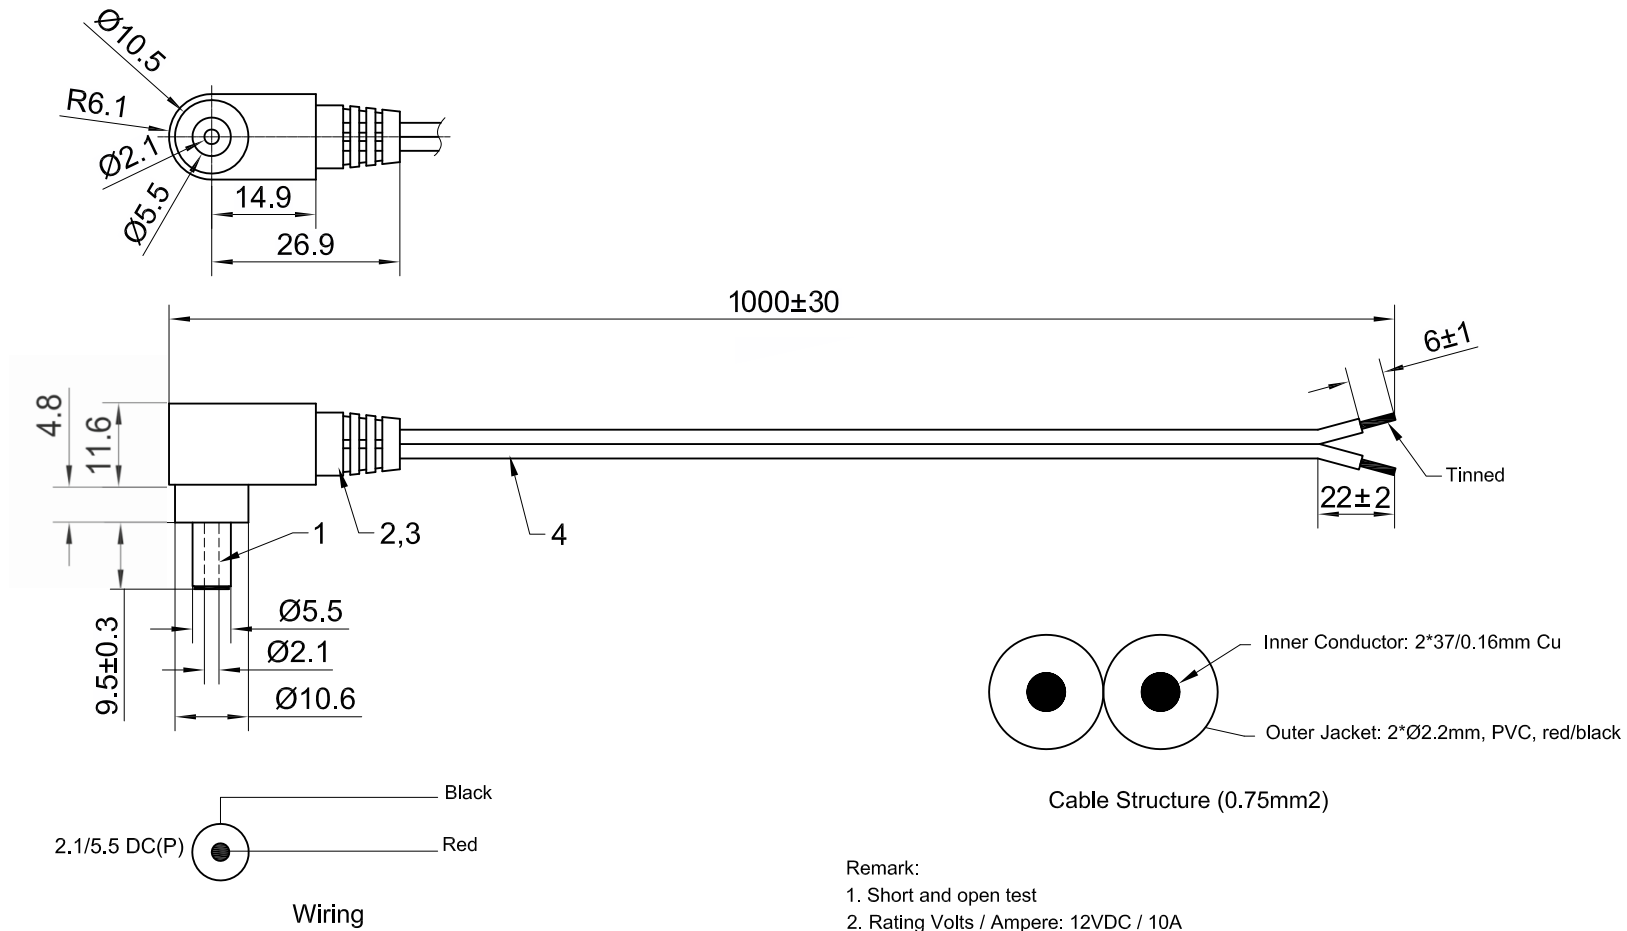 Ø10.5
R6.1
Ø2.1
Ø5.5
14.9
26.9
1000±30
6±1
4.8
11.6
Tinned
22±2
1
2,3
4
9.5±0.3
Ø5.5
Ø2.1
Ø10.6
Inner Conductor: 2*37/0.16mm Cu
Outer Jacket: 2*Ø2.2mm, PVC, red/black
Cable Structure (0.75mm2)
Black
2.1/5.5 DC(P)
Red
Wiring
Remark:
1. Short and open test
2. Rating Volts / Ampere: 12VDC / 10A